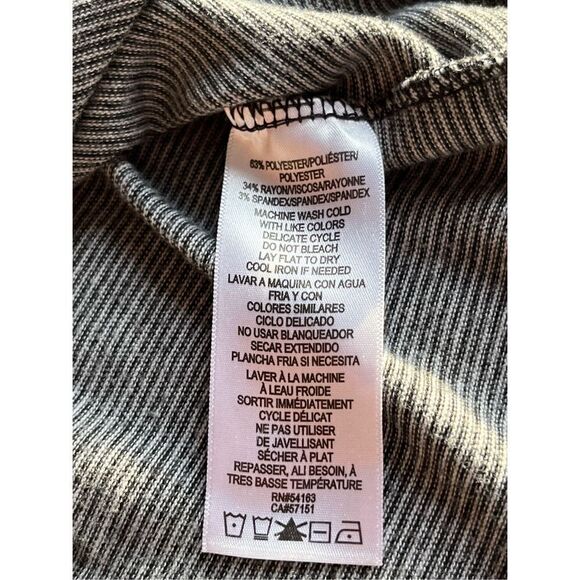 63% POLYESTER/POLIÉSTER/
POLYESTER
34% RAYON/VISCOSA/RAYONNE
3% SPANDEX/SPANDEX/SPANDEX
MACHINE WASH COLD
WITH LIKE COLORS
DELICATE CYCLE
DO NOT BLEACH
LAY FLAT TO DRY
COOL IRON IF NEEDED
LAVAR A MAQUINA CON AGUA
FRIA Y CON
COLORES SIMILARES
CICLO DELICADO
NO USAR BLANQUEADOR
SECAR EXTENDIDO
PLANCHA FRIA SI NECESITA
LAVER À LA MACHINE
À LEAU FROIDE
SORTIR IMMÉDIATEMENT
CYCLE DÉLICAT
NE PAS UTILISER
DE JAVELLISANT
SÉCHER À PLAT
REPASSER, ALI BESOIN, À
TRES BASSE TEMPÉRATURE
RN#54163
CA#57151